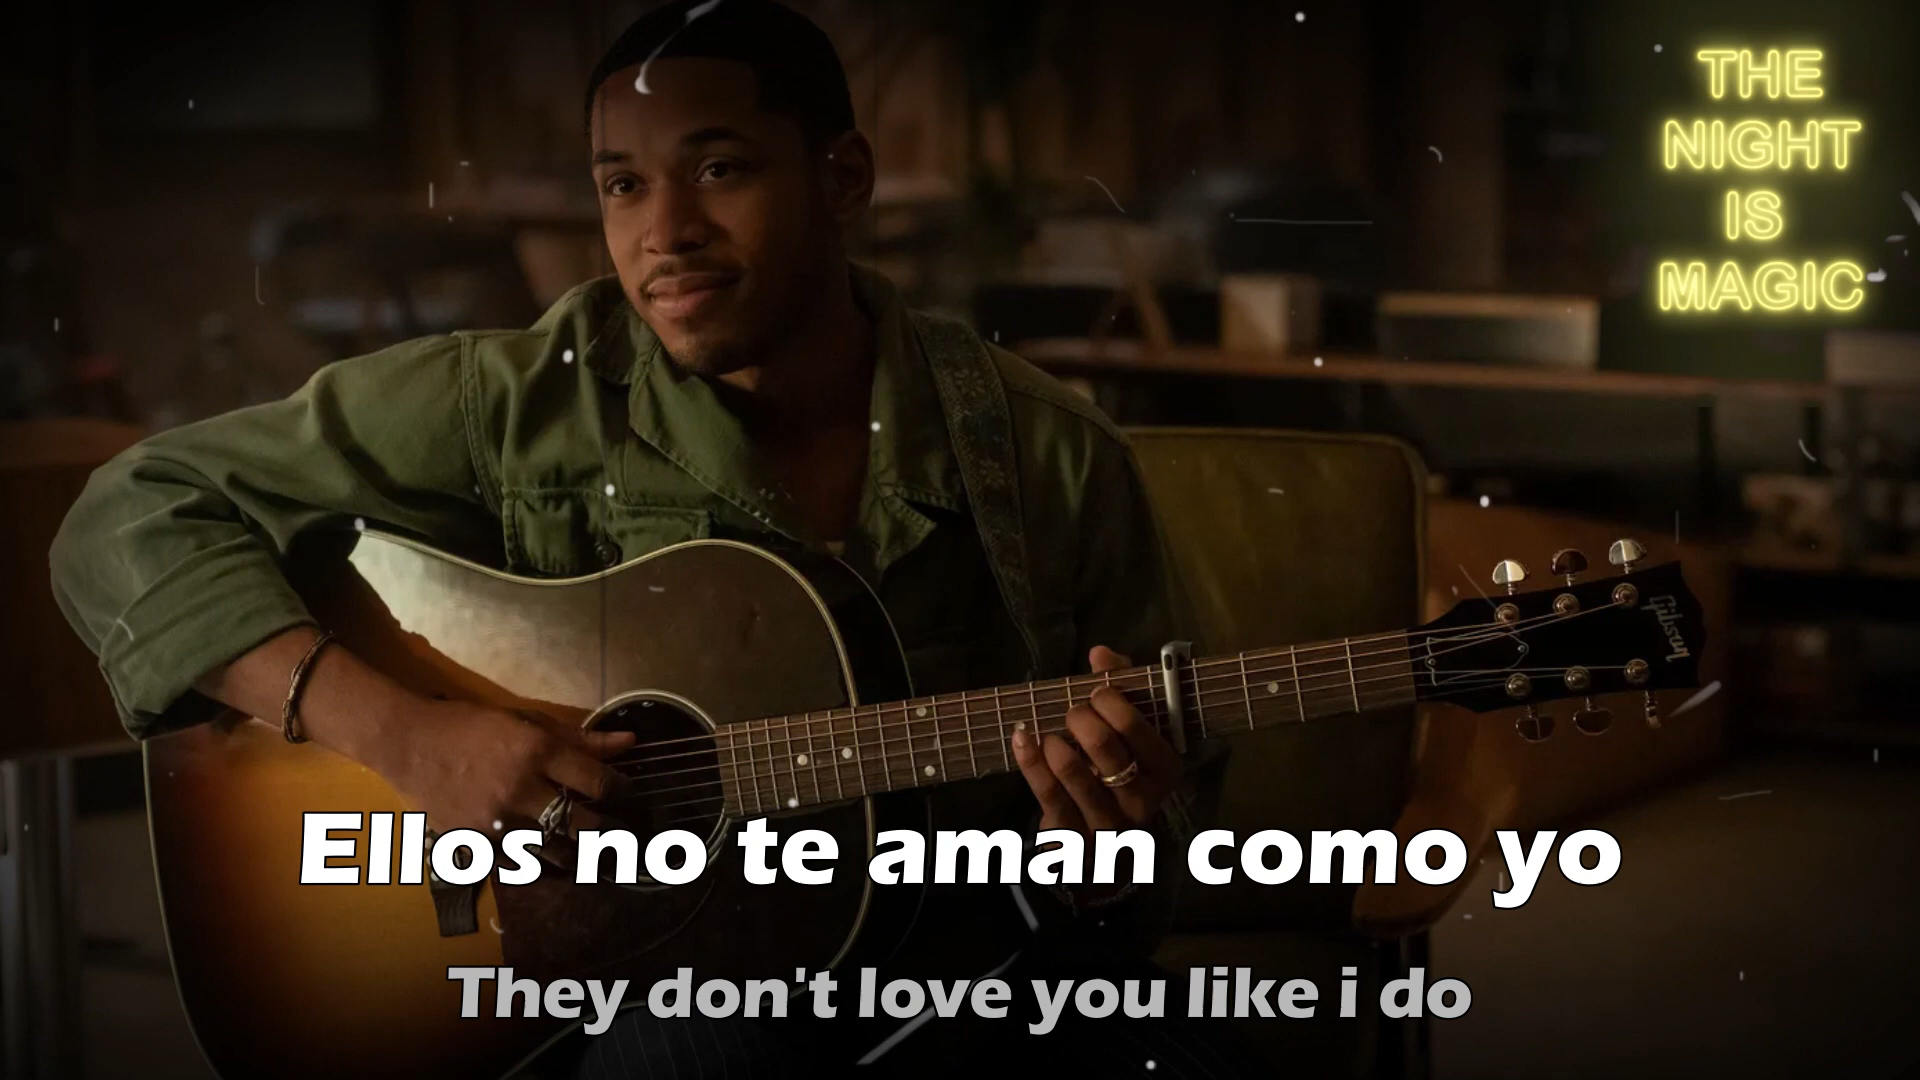 THE
NIGHT
IS
MAGIC
Gibson
Ellos no te aman como yo
They don't love you like i do